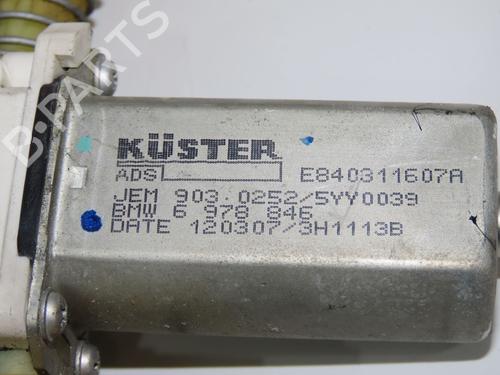 B-PARTS
KÜSTER
ADS E840311607A
JEM 903.0252/5YY0039
BMW 6 978 846
DATE 120307/3H1113B